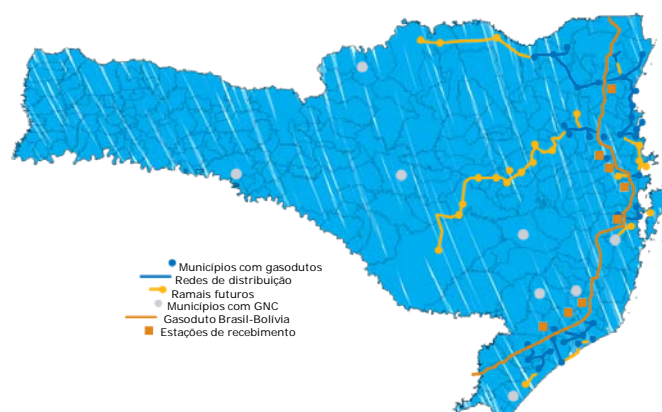 Municípios com gasodutos
Redes de distribuição
Ramais futuros
Municípios com GNC
Gasoduto Brasil-Bolívia
Estações de recebimento